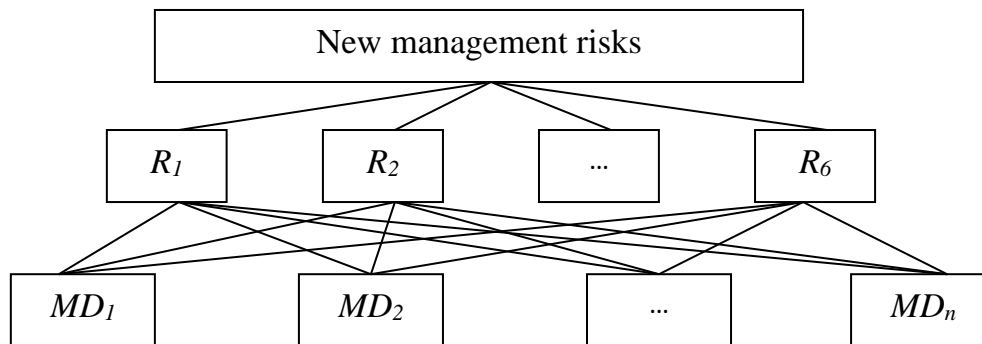 New management risks
R1 R2 ... R6
MD1 MD2 ... MDn